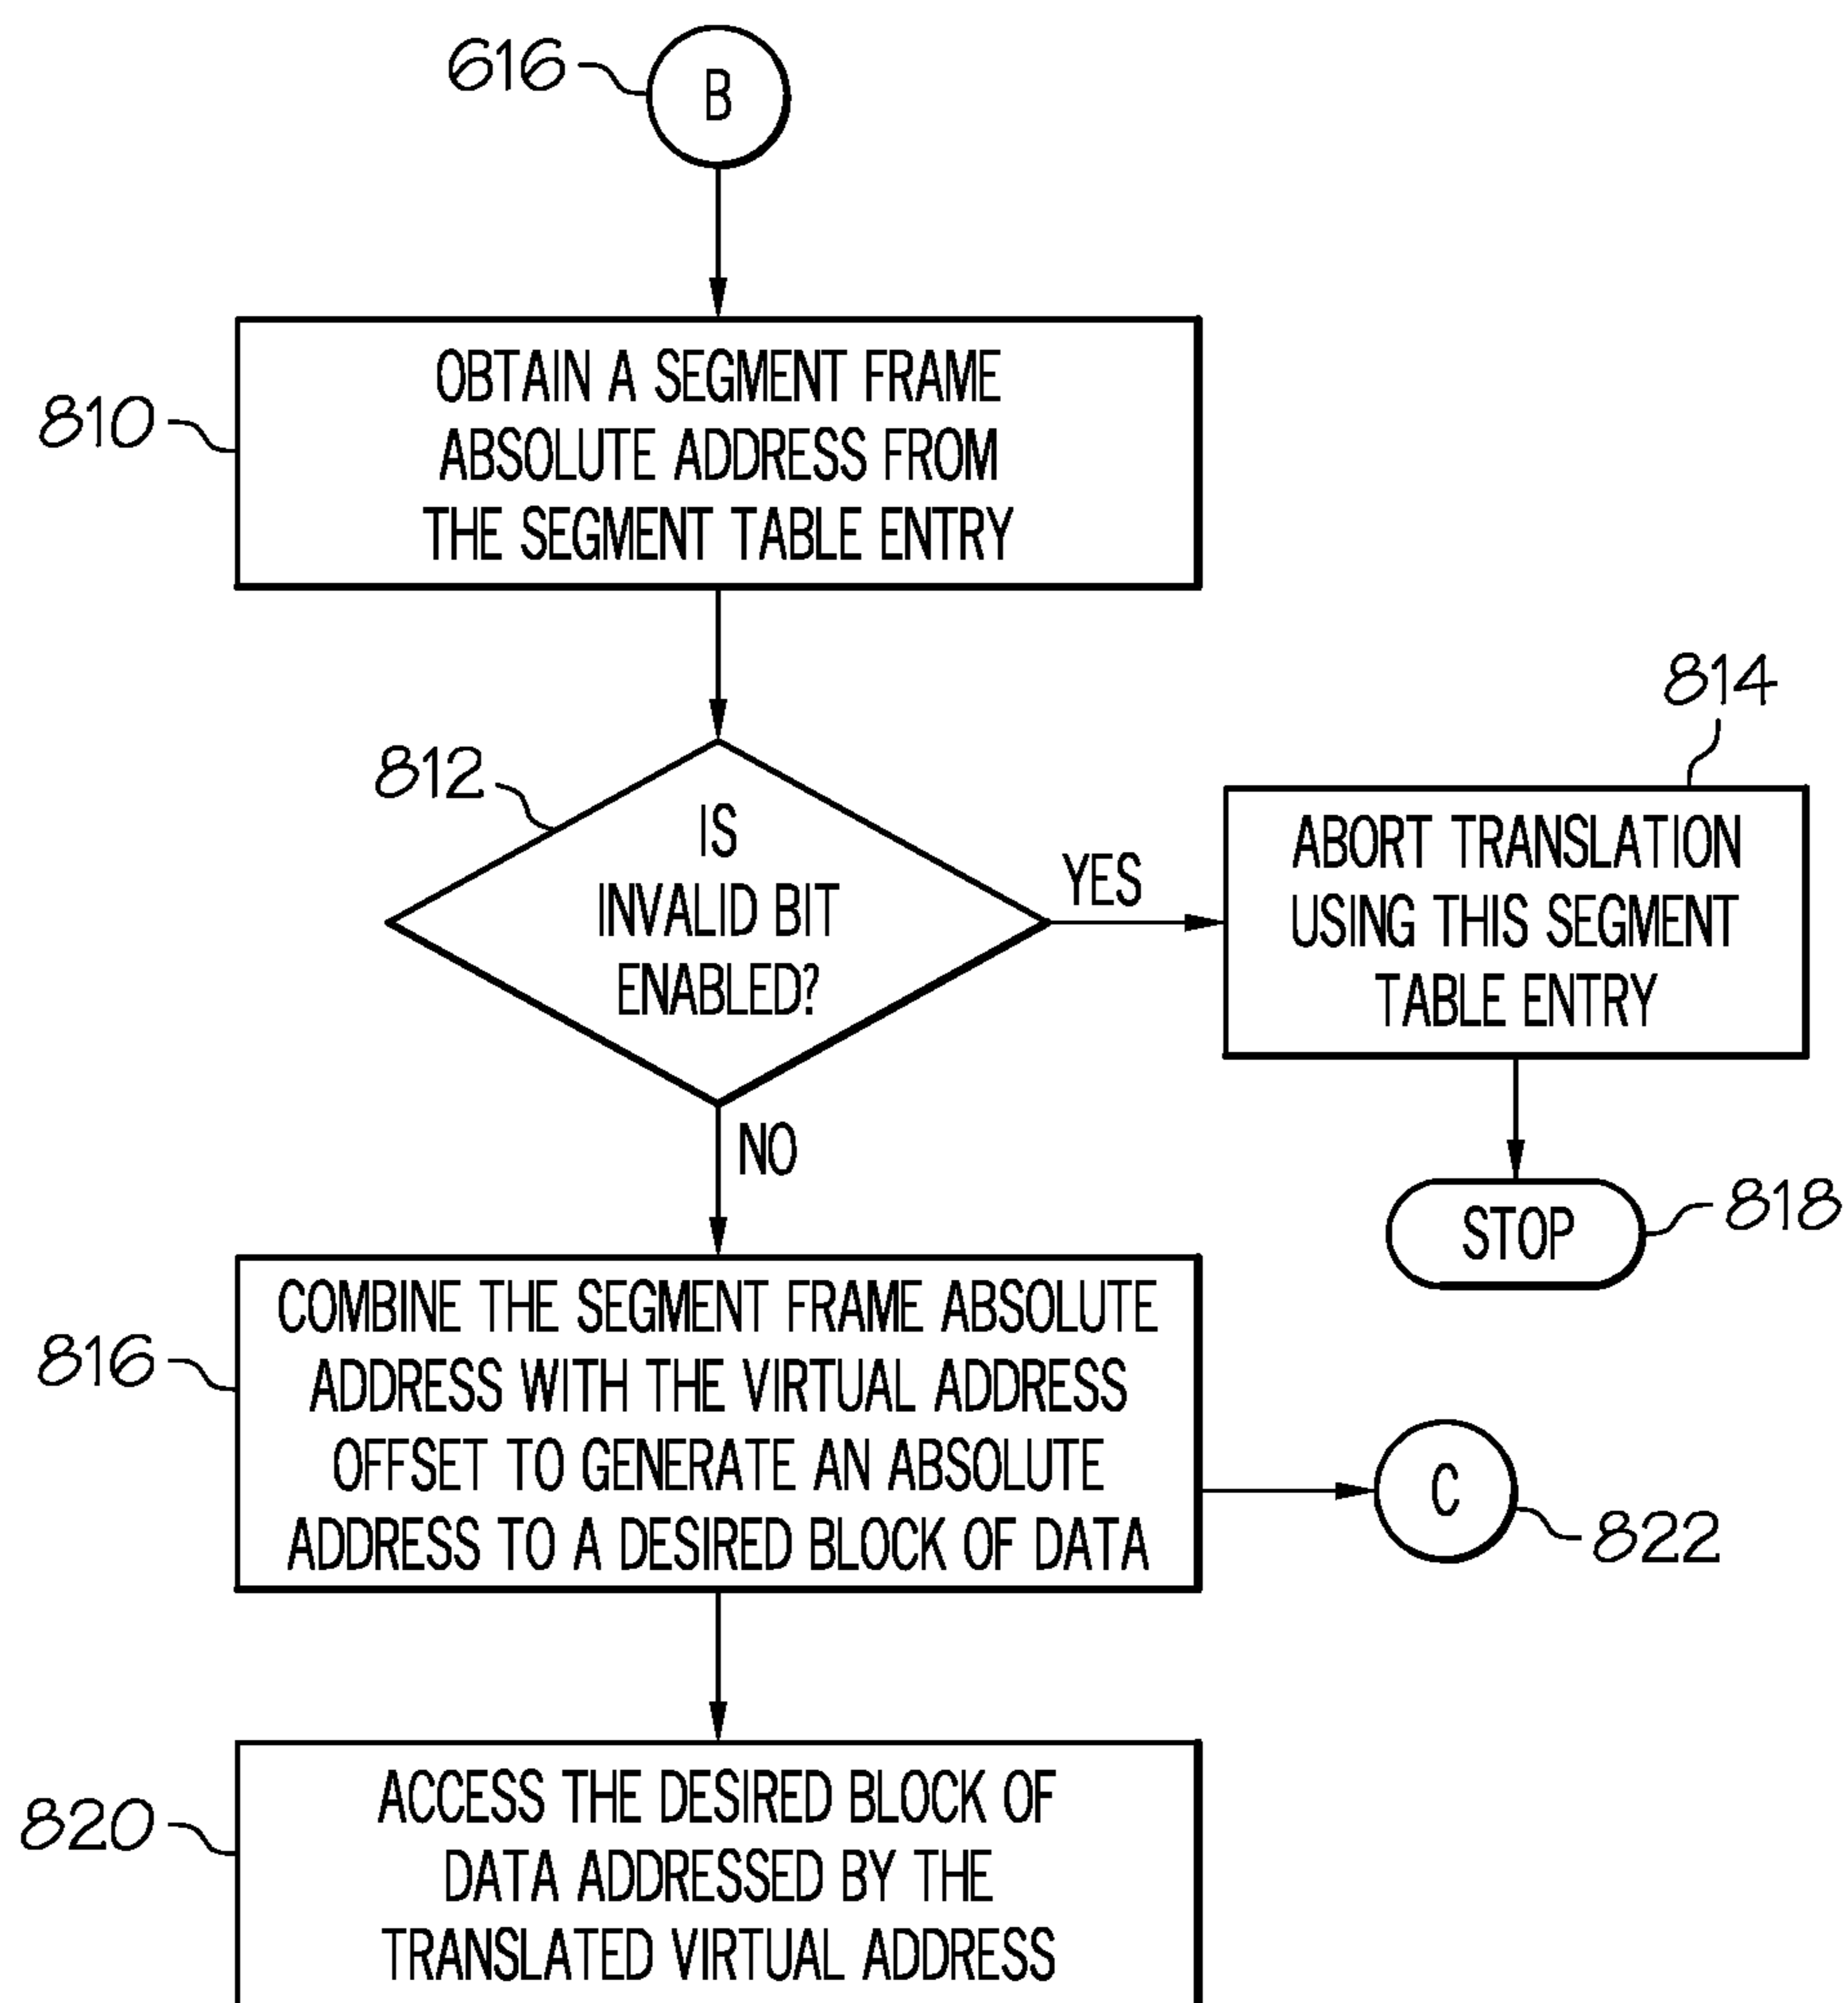 616
B
810
OBTAIN A SEGMENT FRAME
ABSOLUTE ADDRESS FROM
THE SEGMENT TABLE ENTRY
812
IS
INVALID BIT
ENABLED?
YES
814
ABORT TRANSLATION
USING THIS SEGMENT
TABLE ENTRY
STOP
818
NO
816
COMBINE THE SEGMENT FRAME ABSOLUTE
ADDRESS WITH THE VIRTUAL ADDRESS
OFFSET TO GENERATE AN ABSOLUTE
ADDRESS TO A DESIRED BLOCK OF DATA
C
822
820
ACCESS THE DESIRED BLOCK OF
DATA ADDRESSED BY THE
TRANSLATED VIRTUAL ADDRESS